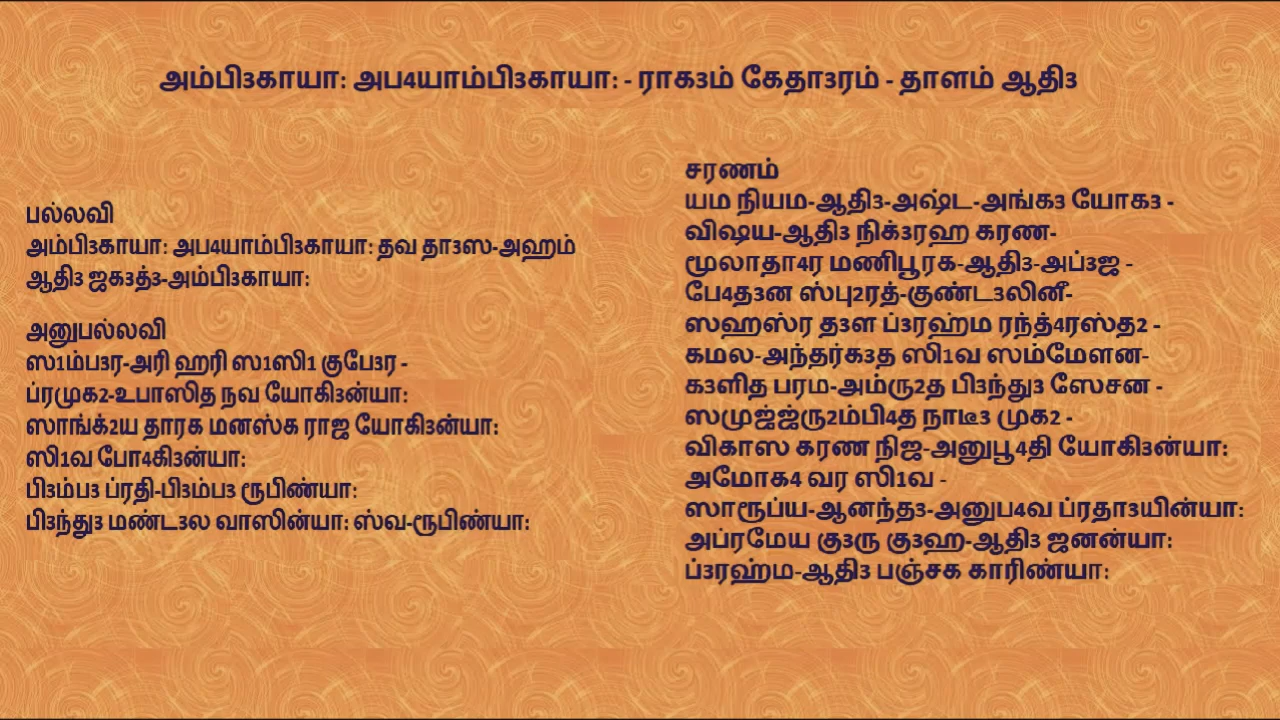 அம்பி3காயா: அப4யாம்பி3காயா: - ராக3ம் கேதா3ரம் - தாளம் ஆதி3
பல்லவி
அம்பி3காயா: அப4யாம்பி3காயா: தவ தா3ஸ-அஹம்
ஆதி3 ஜக3த்3-அம்பி3காயா:
அனுபல்லவி
ஸ1ம்ப3ர-அரி ஹரி ஸ1ஸி1 குபே3ர -
ப்ரமுக2-உபாஸித நவ யோகி3ன்யா:
ஸாங்க்2ய தாரக மனஸ்க ராஜ யோகி3ன்யா:
ஸி1வ போ4கி3ன்யா:
பி3ம்ப3 ப்ரதி-பி3ம்ப3 ரூபிண்யா:
பி3ந்து3 மண்ட3ல வாஸின்யா: ஸ்வ-ரூபிண்யா:
சரணம்
யம நியம-ஆதி3-அஷ்ட-அங்க3 யோக3 -
விஷய-ஆதி3 நிக்3ரஹ கரண-
மூலாதா4ர மணிபூரக-ஆதி3-அப்3ஜ -
பே4த3ன ஸ்பு2ரத்-குண்ட3லினீ-
ஸஹஸ்ர த3ள ப்3ரஹ்ம ரந்த்4ரஸ்த2 -
கமல-அந்தர்க3த ஸி1வ ஸம்மேளன-
க3ளித பரம-அம்ரு2த பி3ந்து3 ஸேசன -
ஸமுஜ்ஜ்ரு2ம்பி4த நாடீ3 முக2 -
விகாஸ கரண நிஜ-அனுபூ4தி யோகி3ன்யா:
அமோக4 வர ஸி1வ -
ஸாரூப்ய-ஆனந்த3-அனுப4வ ப்ரதா3யின்யா:
அப்ரமேய கு3ரு கு3ஹ-ஆதி3 ஜனன்யா:
ப்3ரஹ்ம-ஆதி3 பஞ்சக காரிண்யா: